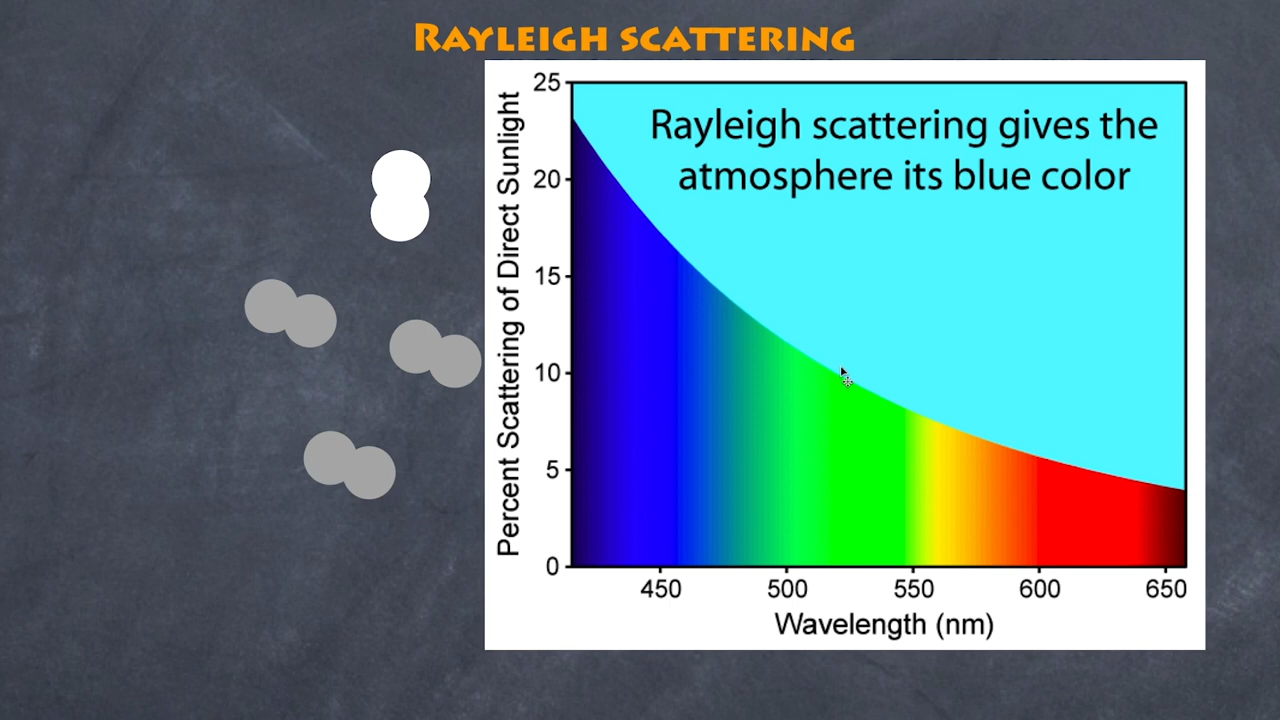 Rayleigh scattering
Rayleigh scattering gives the
atmosphere its blue color
Percent Scattering of Direct Sunlight
25
20
15
10
5
0
450 500 550 600 650
Wavelength (nm)